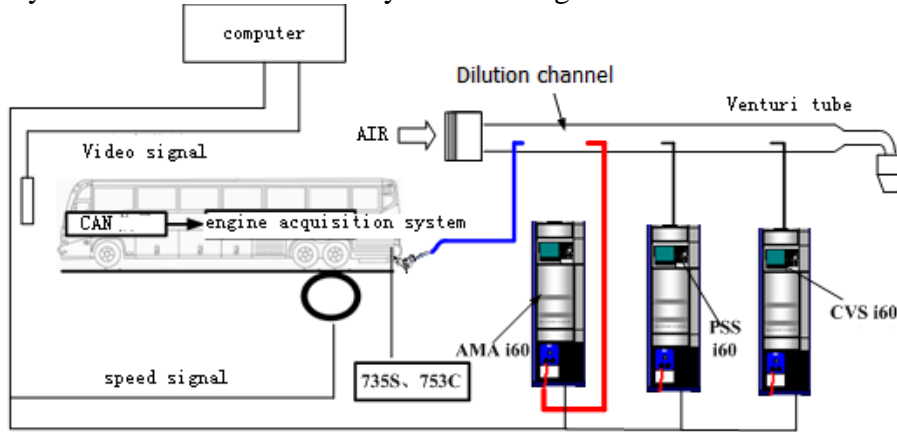 computer
Dilution channel
Venturi tube
AIR
Video signal
CAN
engine acquisition system
CVS i60
PSS
i60
AMA i60
speed signal
735S、753C